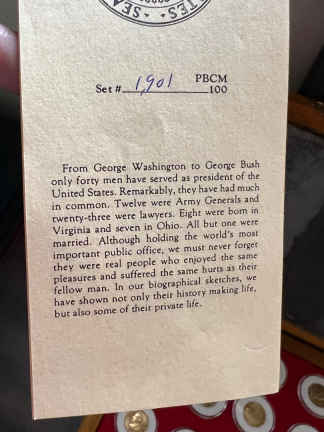 SEA
TES
Set # 1,901 PBCM
100
From George Washington to George Bush
only forty men have served as president of the
United States. Remarkably, they have had much
in common. Twelve were Army Generals and
twenty-three were lawyers. Eight were born in
Virginia and seven in Ohio. All but one were
married. Although holding the world's most
important public office, we must never forget
they were real people who enjoyed the same
pleasures and suffered the same hurts as their
fellow man. In our biographical sketches, we
have shown not only their history making life,
but also some of their private life.